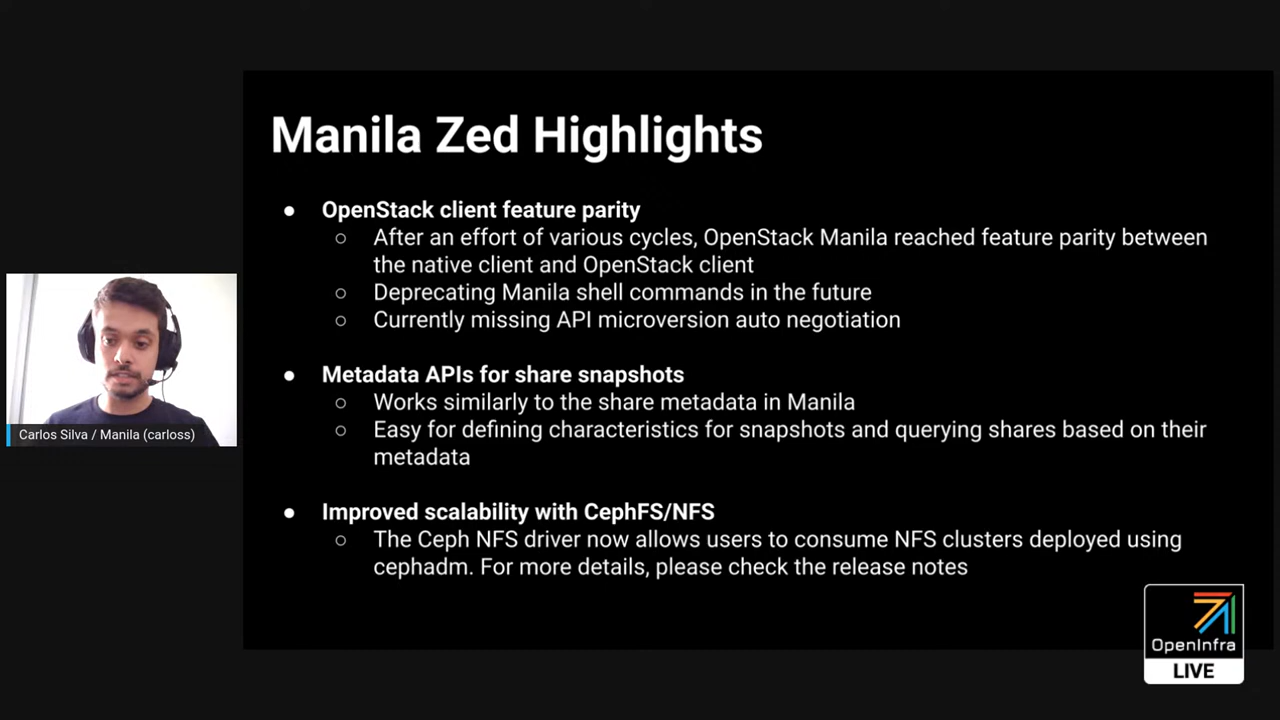 Manila Zed Highlights
● OpenStack client feature parity
○ After an effort of various cycles, OpenStack Manila reached feature parity between
the native client and OpenStack client
○ Deprecating Manila shell commands in the future
○ Currently missing API microversion auto negotiation
● Metadata APIs for share snapshots
○ Works similarly to the share metadata in Manila
○ Easy for defining characteristics for snapshots and querying shares based on their
metadata
● Improved scalability with CephFS/NFS
○ The Ceph NFS driver now allows users to consume NFS clusters deployed using
cephadm. For more details, please check the release notes
Carlos Silva / Manila (carloss)
OpenInfra
LIVE